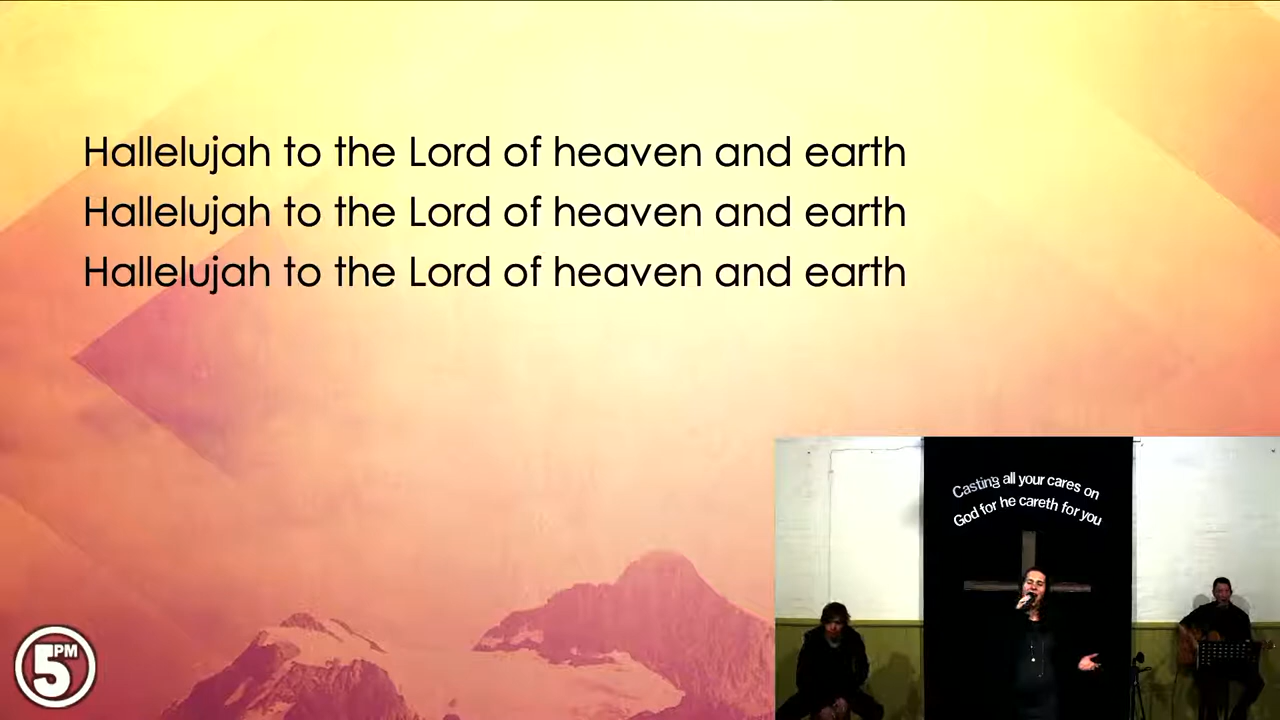 Hallelujah to the Lord of heaven and earth
Hallelujah to the Lord of heaven and earth
Hallelujah to the Lord of heaven and earth
Casting all your cares on
God for he careth for you
5PM